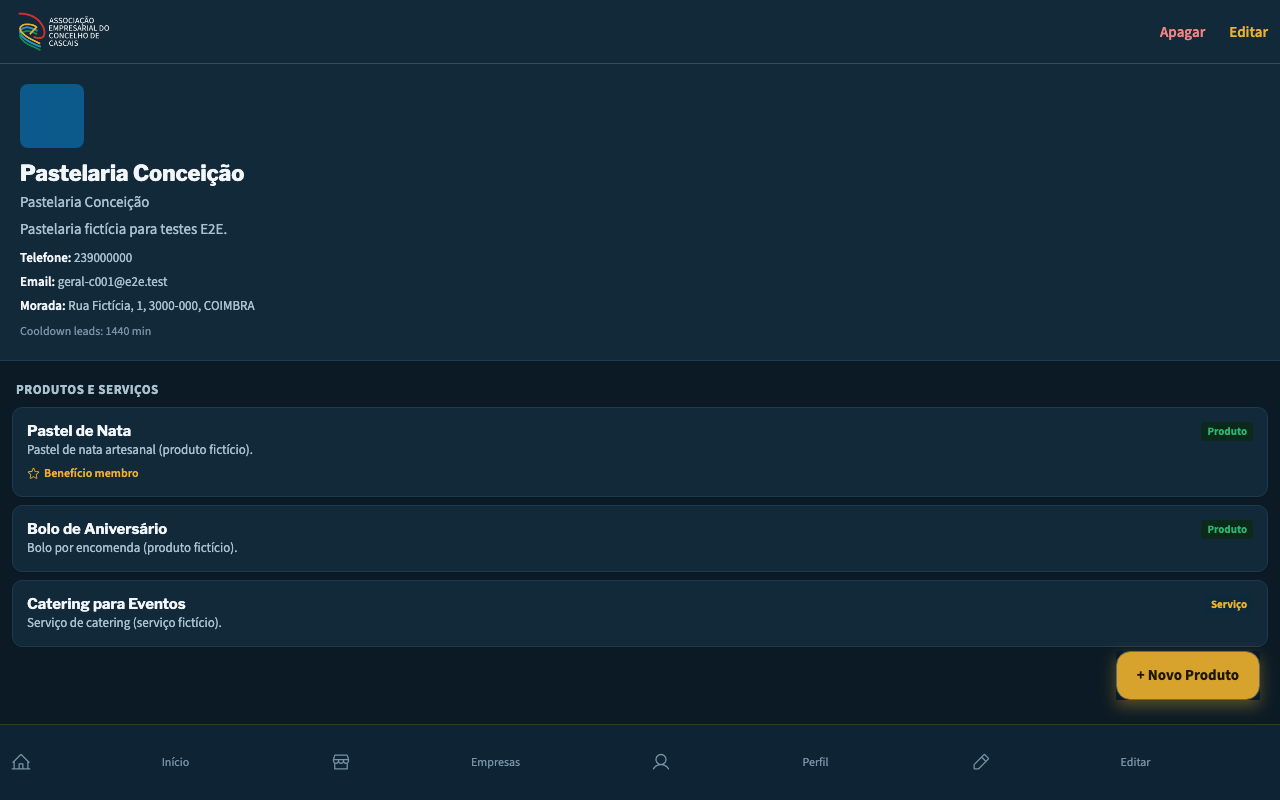 ASSOCIAÇÃO
EMPRESARIAL DO
CONCELHO DE
CASCAIS
Apagar
Editar
Pastelaria Conceição
Pastelaria Conceição
Pastelaria fictícia para testes E2E.
Telefone: 239000000
Email: geral-c001@e2e.test
Morada: Rua Fictícia, 1, 3000-000, COIMBRA
Cooldown leads: 1440 min
PRODUTOS E SERVIÇOS
Pastel de Nata
Produto
Pastel de nata artesanal (produto fictício).
Benefício membro
Bolo de Aniversário
Produto
Bolo por encomenda (produto fictício).
Catering para Eventos
Serviço
Serviço de catering (serviço fictício).
+ Novo Produto
Início
Empresas
Perfil
Editar